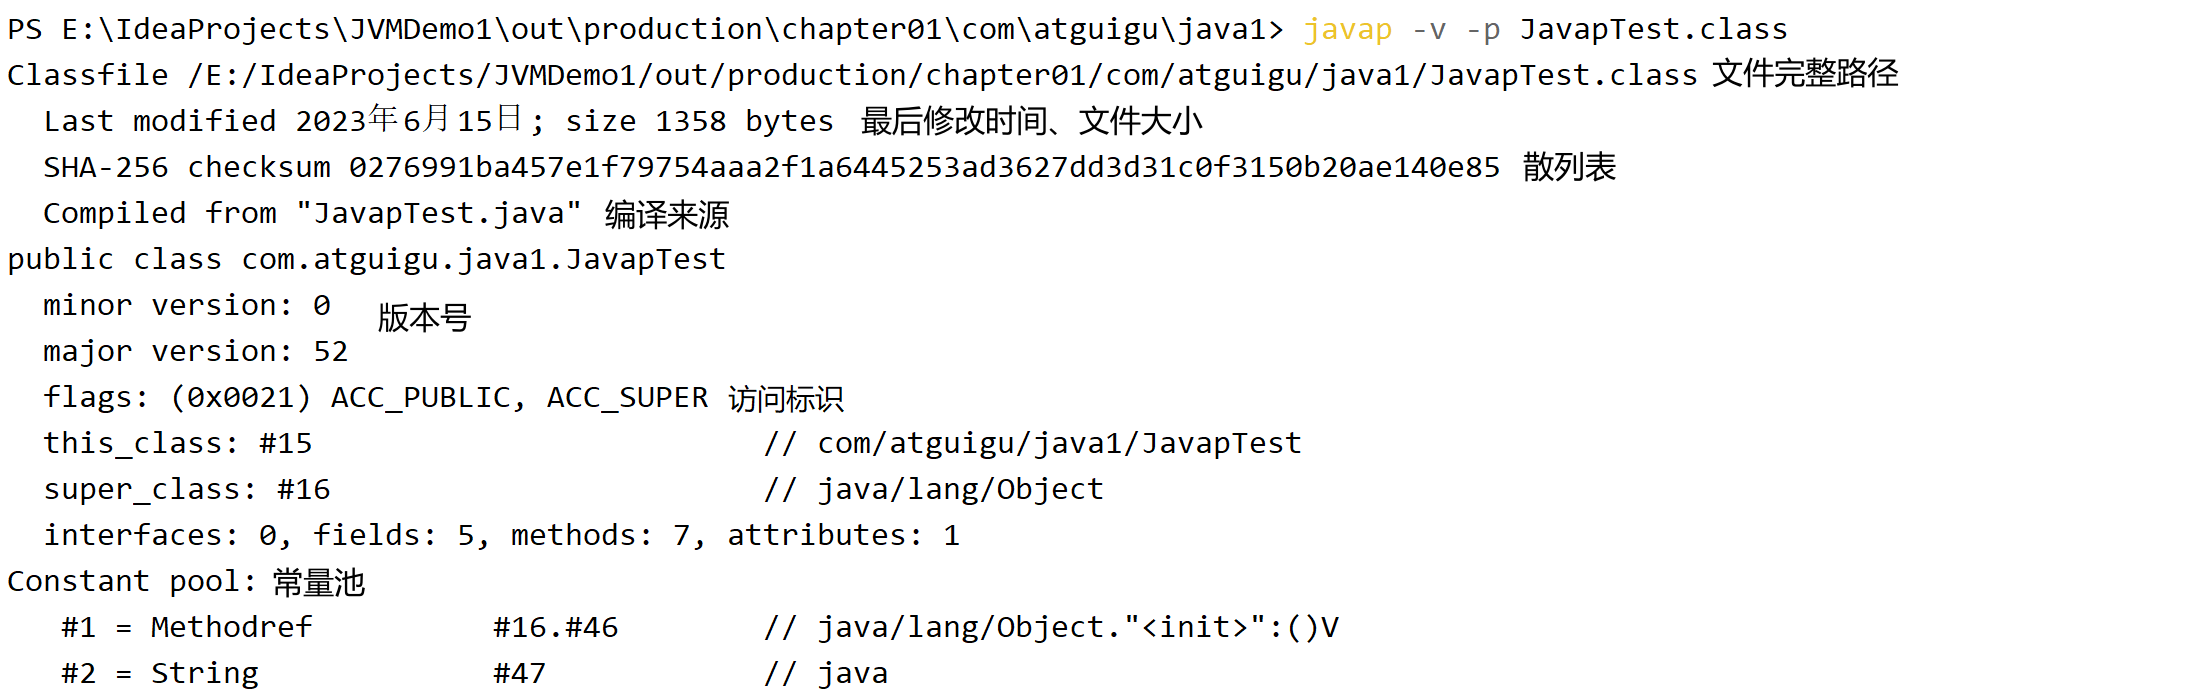 PS E:\IdeaProjects\JVMDemo1\out\production\chapter01\com\atguigu\java1> javap -v -p JavapTest.class
Classfile /E:/IdeaProjects/JVMDemo1/out/production/chapter01/com/atguigu/java1/JavapTest.class 文件完整路径
Last modified 2023年6月15日; size 1358 bytes 最后修改时间、文件大小
SHA-256 checksum 0276991ba457e1f79754aaa2f1a6445253ad3627dd3d31c0f3150b20ae140e85 散列表
Compiled from "JavapTest.java" 编译来源
public class com.atguigu.java1.JavapTest
minor version: 0
版本号
major version: 52
flags: (0x0021) ACC_PUBLIC, ACC_SUPER 访问标识
this_class: #15 // com/atguigu/java1/JavapTest
super_class: #16 // java/lang/Object
interfaces: 0, fields: 5, methods: 7, attributes: 1
Constant pool: 常量池
#1 = Methodref #16.#46 // java/lang/Object."<init>":()V
#2 = String #47 // java